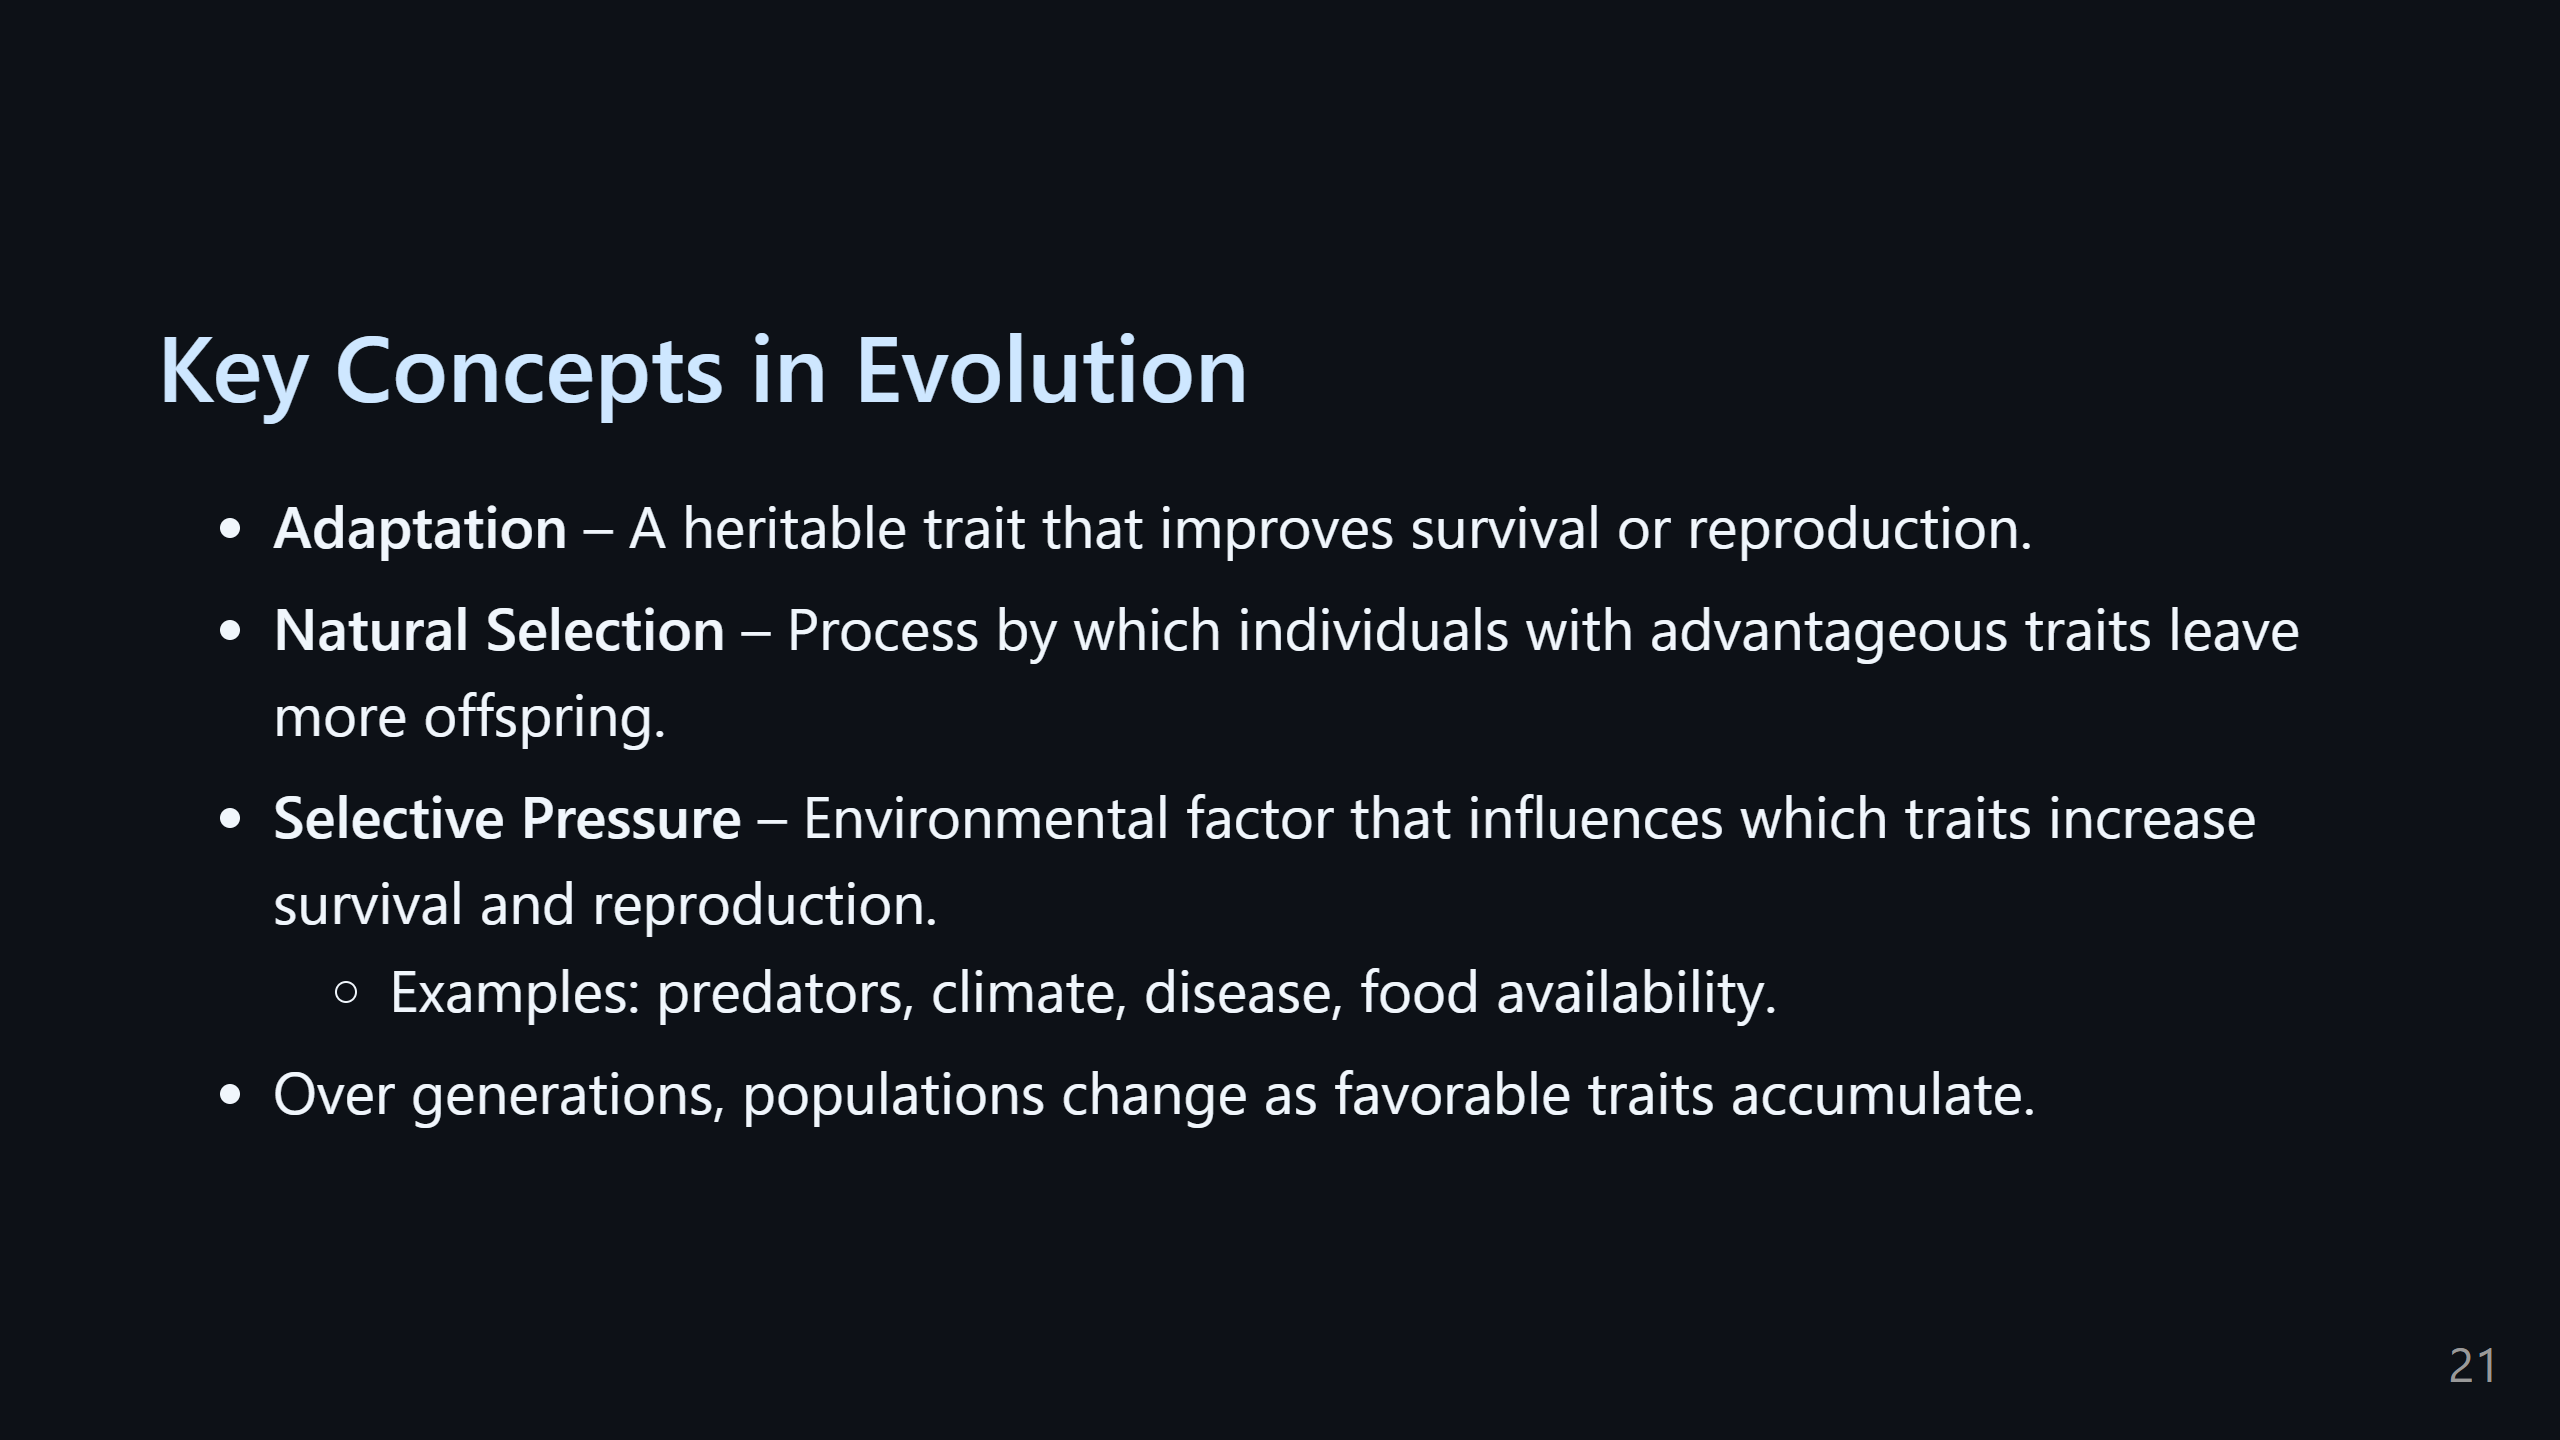 Key Concepts in Evolution
• Adaptation – A heritable trait that improves survival or reproduction.
• Natural Selection – Process by which individuals with advantageous traits leave
more offspring.
• Selective Pressure – Environmental factor that influences which traits increase
survival and reproduction.
○ Examples: predators, climate, disease, food availability.
• Over generations, populations change as favorable traits accumulate.
21